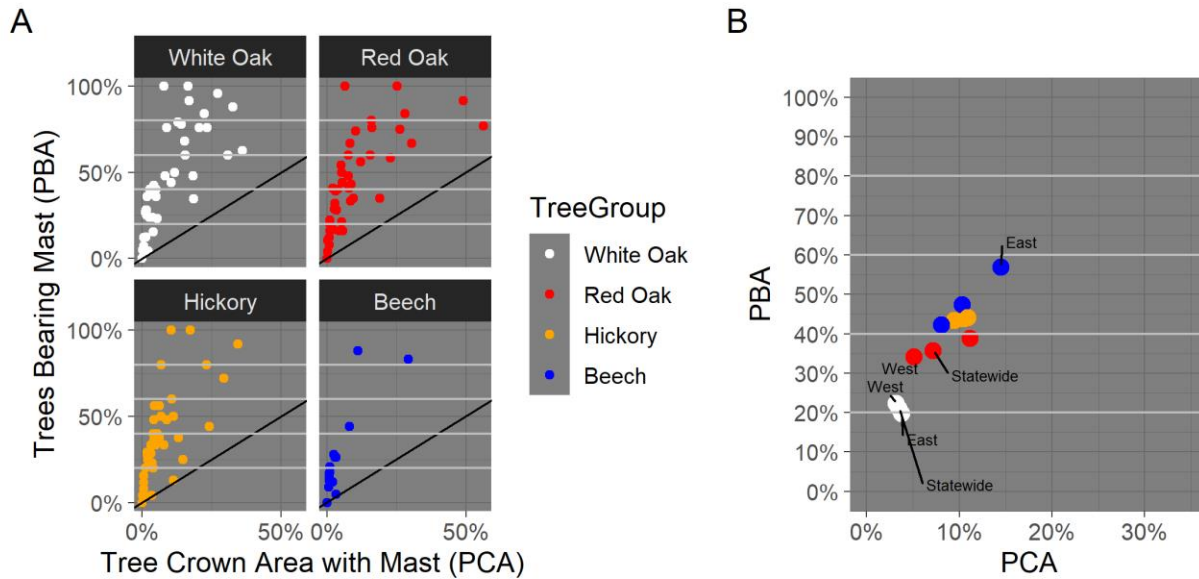 A
White Oak
Red Oak
100%
50%
0%
Hickory
Beech
100%
50%
0%
0%
50%
0%
50%
Trees Bearing Mast (PBA)
Tree Crown Area with Mast (PCA)
TreeGroup
White Oak
Red Oak
Hickory
Beech
B
100%
90%
80%
70%
60%
50%
40%
30%
20%
10%
0%
PBA
East
West
Statewide
West
East
Statewide
0%
10%
20%
30%
PCA